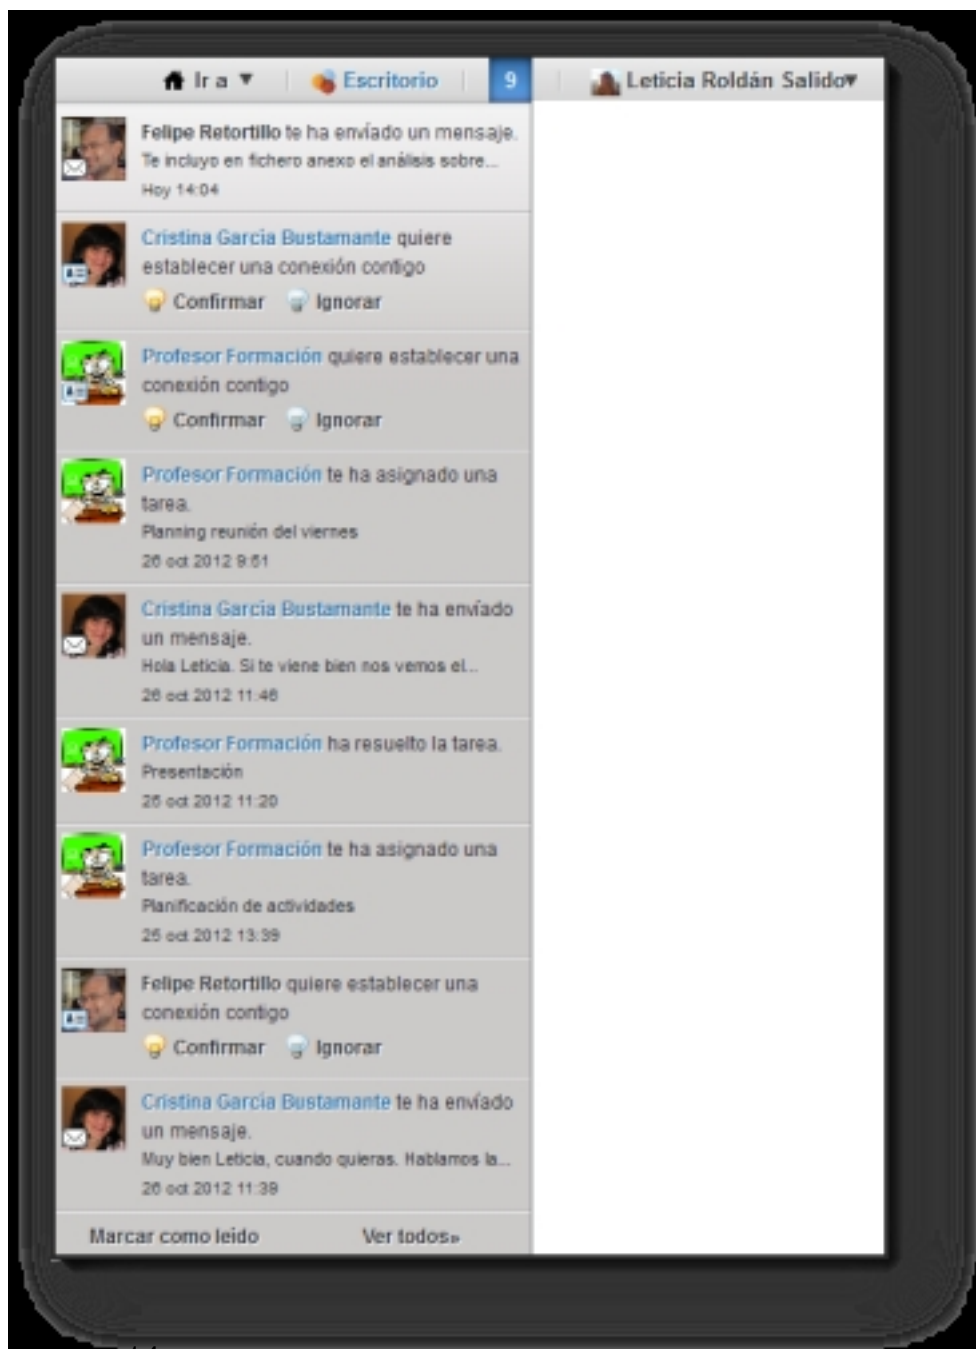 Ir a ▼ Escritorio 9 Leticia Roldán Salido▼
Felipe Retortillo te ha envíado un mensaje.
Te incluyo en fichero anexo el análisis sobre...
Hoy 14:04
Cristina García Bustamante quiere
establecer una conexión contigo
Confirmar Ignorar
Profesor Formación quiere establecer una
conexión contigo
Confirmar Ignorar
Profesor Formación te ha asignado una
tarea.
Planning reunión del viernes
26 oct 2012 9:51
Cristina García Bustamante te ha envíado
un mensaje.
Hola Leticia. Si te viene bien nos vemos el...
26 oct 2012 11:46
Profesor Formación ha resuelto la tarea.
Presentación
25 oct 2012 11:20
Profesor Formación te ha asignado una
tarea.
Planificación de actividades
25 oct 2012 13:39
Felipe Retortillo quiere establecer una
conexión contigo
Confirmar Ignorar
Cristina García Bustamante te ha envíado
un mensaje.
Muy bien Leticia, cuando quieras. Hablamos la...
26 oct 2012 11:39
Marcar como leído Ver todos»